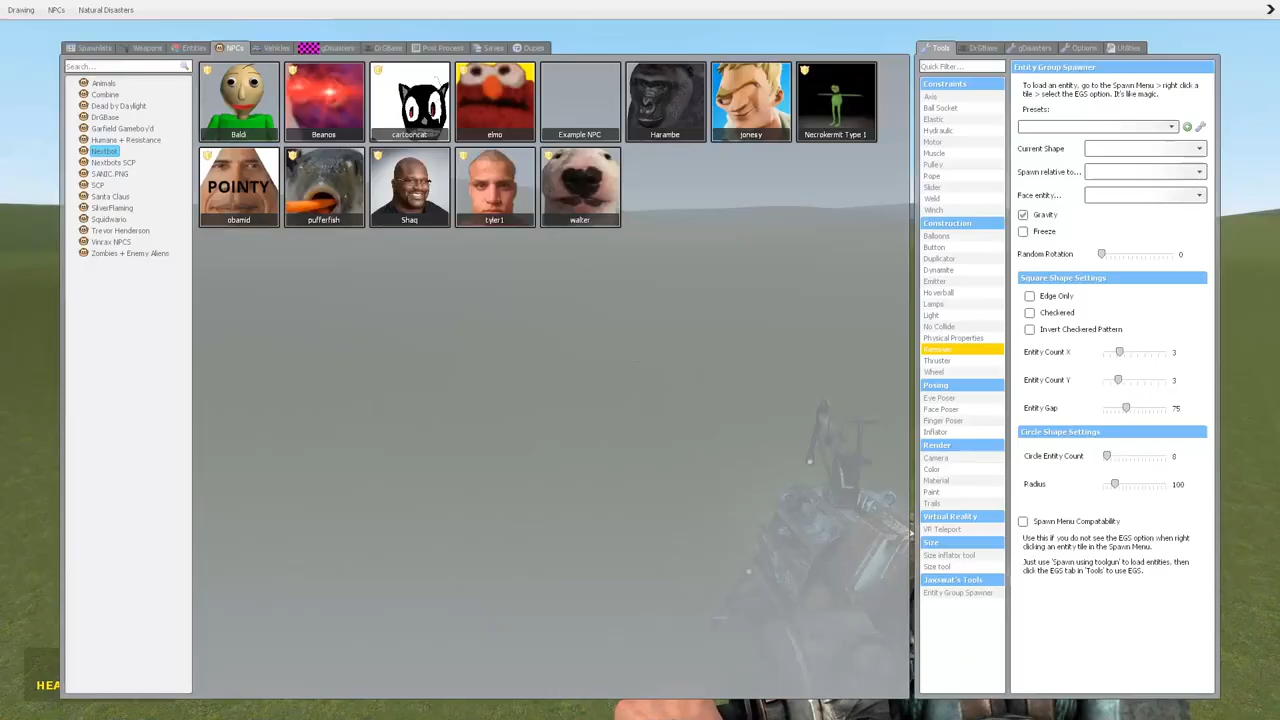 Drawing NPCs Natural Disasters
Spawnlists Weapons Entities NPCs Vehicles gDisasters DrGBase Post Process Saves Dupes
Search...
Animals
Combine
Dead by Daylight
DrGBase
Garfield Gameboy'd
Humans + Resistance
Nextbot
Nextbots SCP
SANIC.PNG
SCP
Santa Claus
SilverFlaming
Squidwario
Trevor Henderson
Vinrax NPCS
Zombies + Enemy Aliens
Baldi Beanos cartooncat elmo Example NPC Harambe jonesy Necrokermit Type 1
POINTY
obamid pufferfish Shaq tyler1 walter
Tools DrGBase gDisasters Options Utilities
Quick Filter...
Constraints
Axis
Ball Socket
Elastic
Hydraulic
Motor
Muscle
Pulley
Rope
Slider
Weld
Winch
Construction
Balloons
Button
Duplicator
Dynamite
Emitter
Hoverball
Lamps
Light
No Collide
Physical Properties
Remover
Thruster
Wheel
Posing
Eye Poser
Face Poser
Finger Poser
Inflator
Render
Camera
Color
Material
Paint
Trails
Virtual Reality
VR Teleport
Size
Size inflator tool
Size tool
Jaxswat's Tools
Entity Group Spawner
Entity Group Spawner
To load an entity, go to the Spawn Menu > right click a
tile > select the EGS option. It's like magic.
Presets:
Current Shape
Spawn relative to...
Face entity...
Gravity
Freeze
Random Rotation 0
Square Shape Settings
Edge Only
Checkered
Invert Checkered Pattern
Entity Count X 3
Entity Count Y 3
Entity Gap 75
Circle Shape Settings
Circle Entity Count 8
Radius 100
Spawn Menu Compatability
Use this if you do not see the EGS option when right
clicking an entity tile in the Spawn Menu.
Just use 'Spawn using toolgun' to load entities, then
click the EGS tab in 'Tools' to use EGS.
HEA